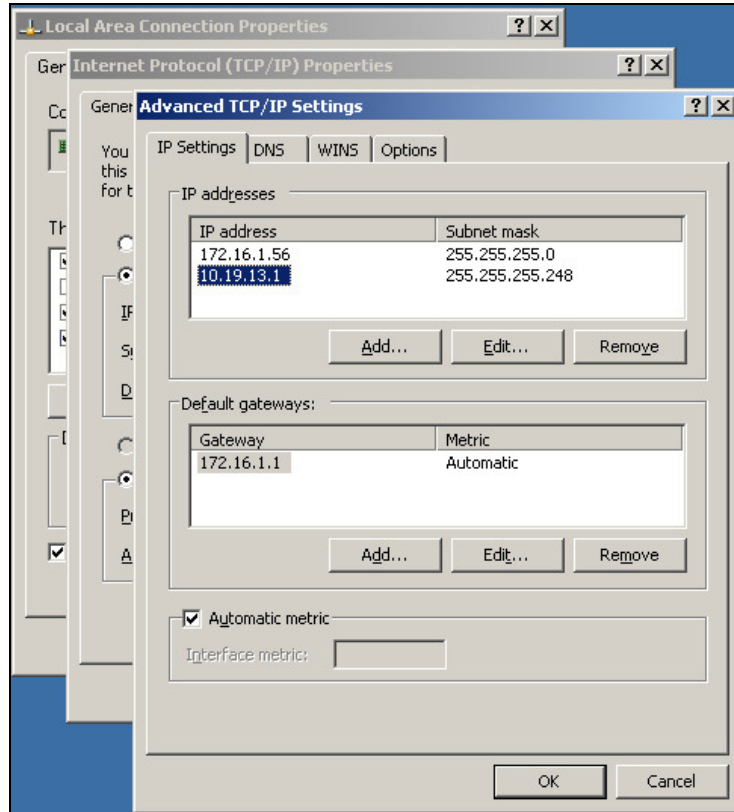 Local Area Connection Properties
Internet Protocol (TCP/IP) Properties
Advanced TCP/IP Settings
IP Settings DNS WINS Options
You
this
for t
IP addresses
IP address Subnet mask
172.16.1.56 255.255.255.0
10.19.13.1 255.255.255.248
Add... Edit... Remove
Default gateways:
Gateway Metric
172.16.1.1 Automatic
Add... Edit... Remove
Automatic metric
Interface metric:
OK Cancel